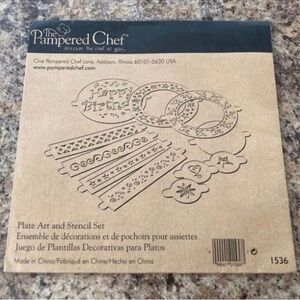 The
Pampered Chef
discover the chef in you
One Pampered Chef Lane, Addison, Illinois 60101-5630 USA
www.pamperedchef.com
Happy
Birthday
Plate Art and Stencil Set
Ensemble de décorations et de pochoirs pour assiettes
Juego de Plantillas Decorativas para Platos
Made in China/Fabriqué en Chine/Hecho en China
1536